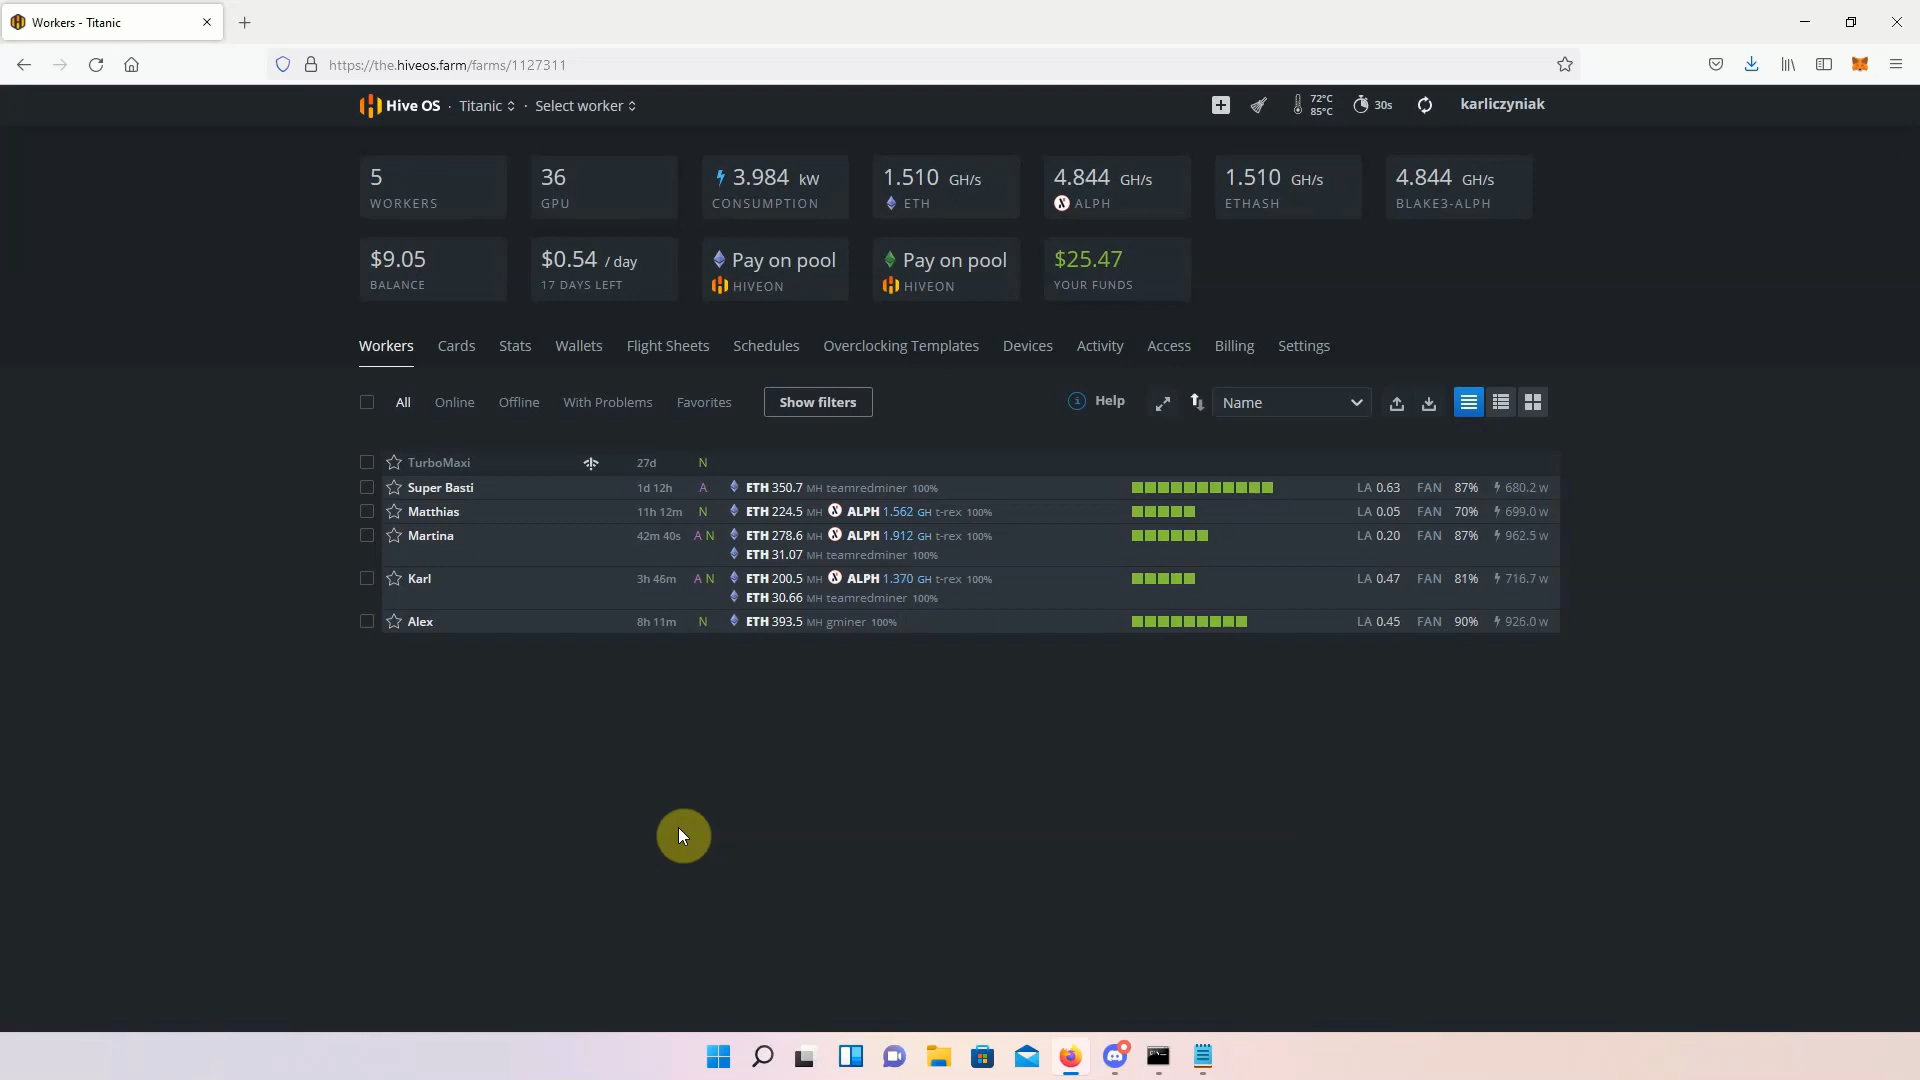 Workers - Titanic
https://the.hiveos.farm/farms/1127311
Hive OS · Titanic · Select worker
72°C
85°C
30s
karliczyniak
5
WORKERS
36
GPU
3.984 kW
CONSUMPTION
1.510 GH/s
ETH
4.844 GH/s
ALPH
1.510 GH/s
ETHASH
4.844 GH/s
BLAKE3-ALPH
$9.05
BALANCE
$0.54 / day
17 DAYS LEFT
Pay on pool
HIVEON
Pay on pool
HIVEON
$25.47
YOUR FUNDS
Workers Cards Stats Wallets Flight Sheets Schedules Overclocking Templates Devices Activity Access Billing Settings
All Online Offline With Problems Favorites Show filters Help Name
TurboMaxi 27d N
Super Basti 1d 12h A ETH 350.7 MH teamredminer 100% LA 0.63 FAN 87% 680.2 w
Matthias 11h 12m N ETH 224.5 MH ALPH 1.562 GH t-rex 100% LA 0.05 FAN 70% 699.0 w
Martina 42m 40s A N ETH 278.6 MH ALPH 1.912 GH t-rex 100% LA 0.20 FAN 87% 962.5 w
ETH 31.07 MH teamredminer 100%
Karl 3h 46m A N ETH 200.5 MH ALPH 1.370 GH t-rex 100% LA 0.47 FAN 81% 716.7 w
ETH 30.66 MH teamredminer 100%
Alex 8h 11m N ETH 393.5 MH gminer 100% LA 0.45 FAN 90% 926.0 w